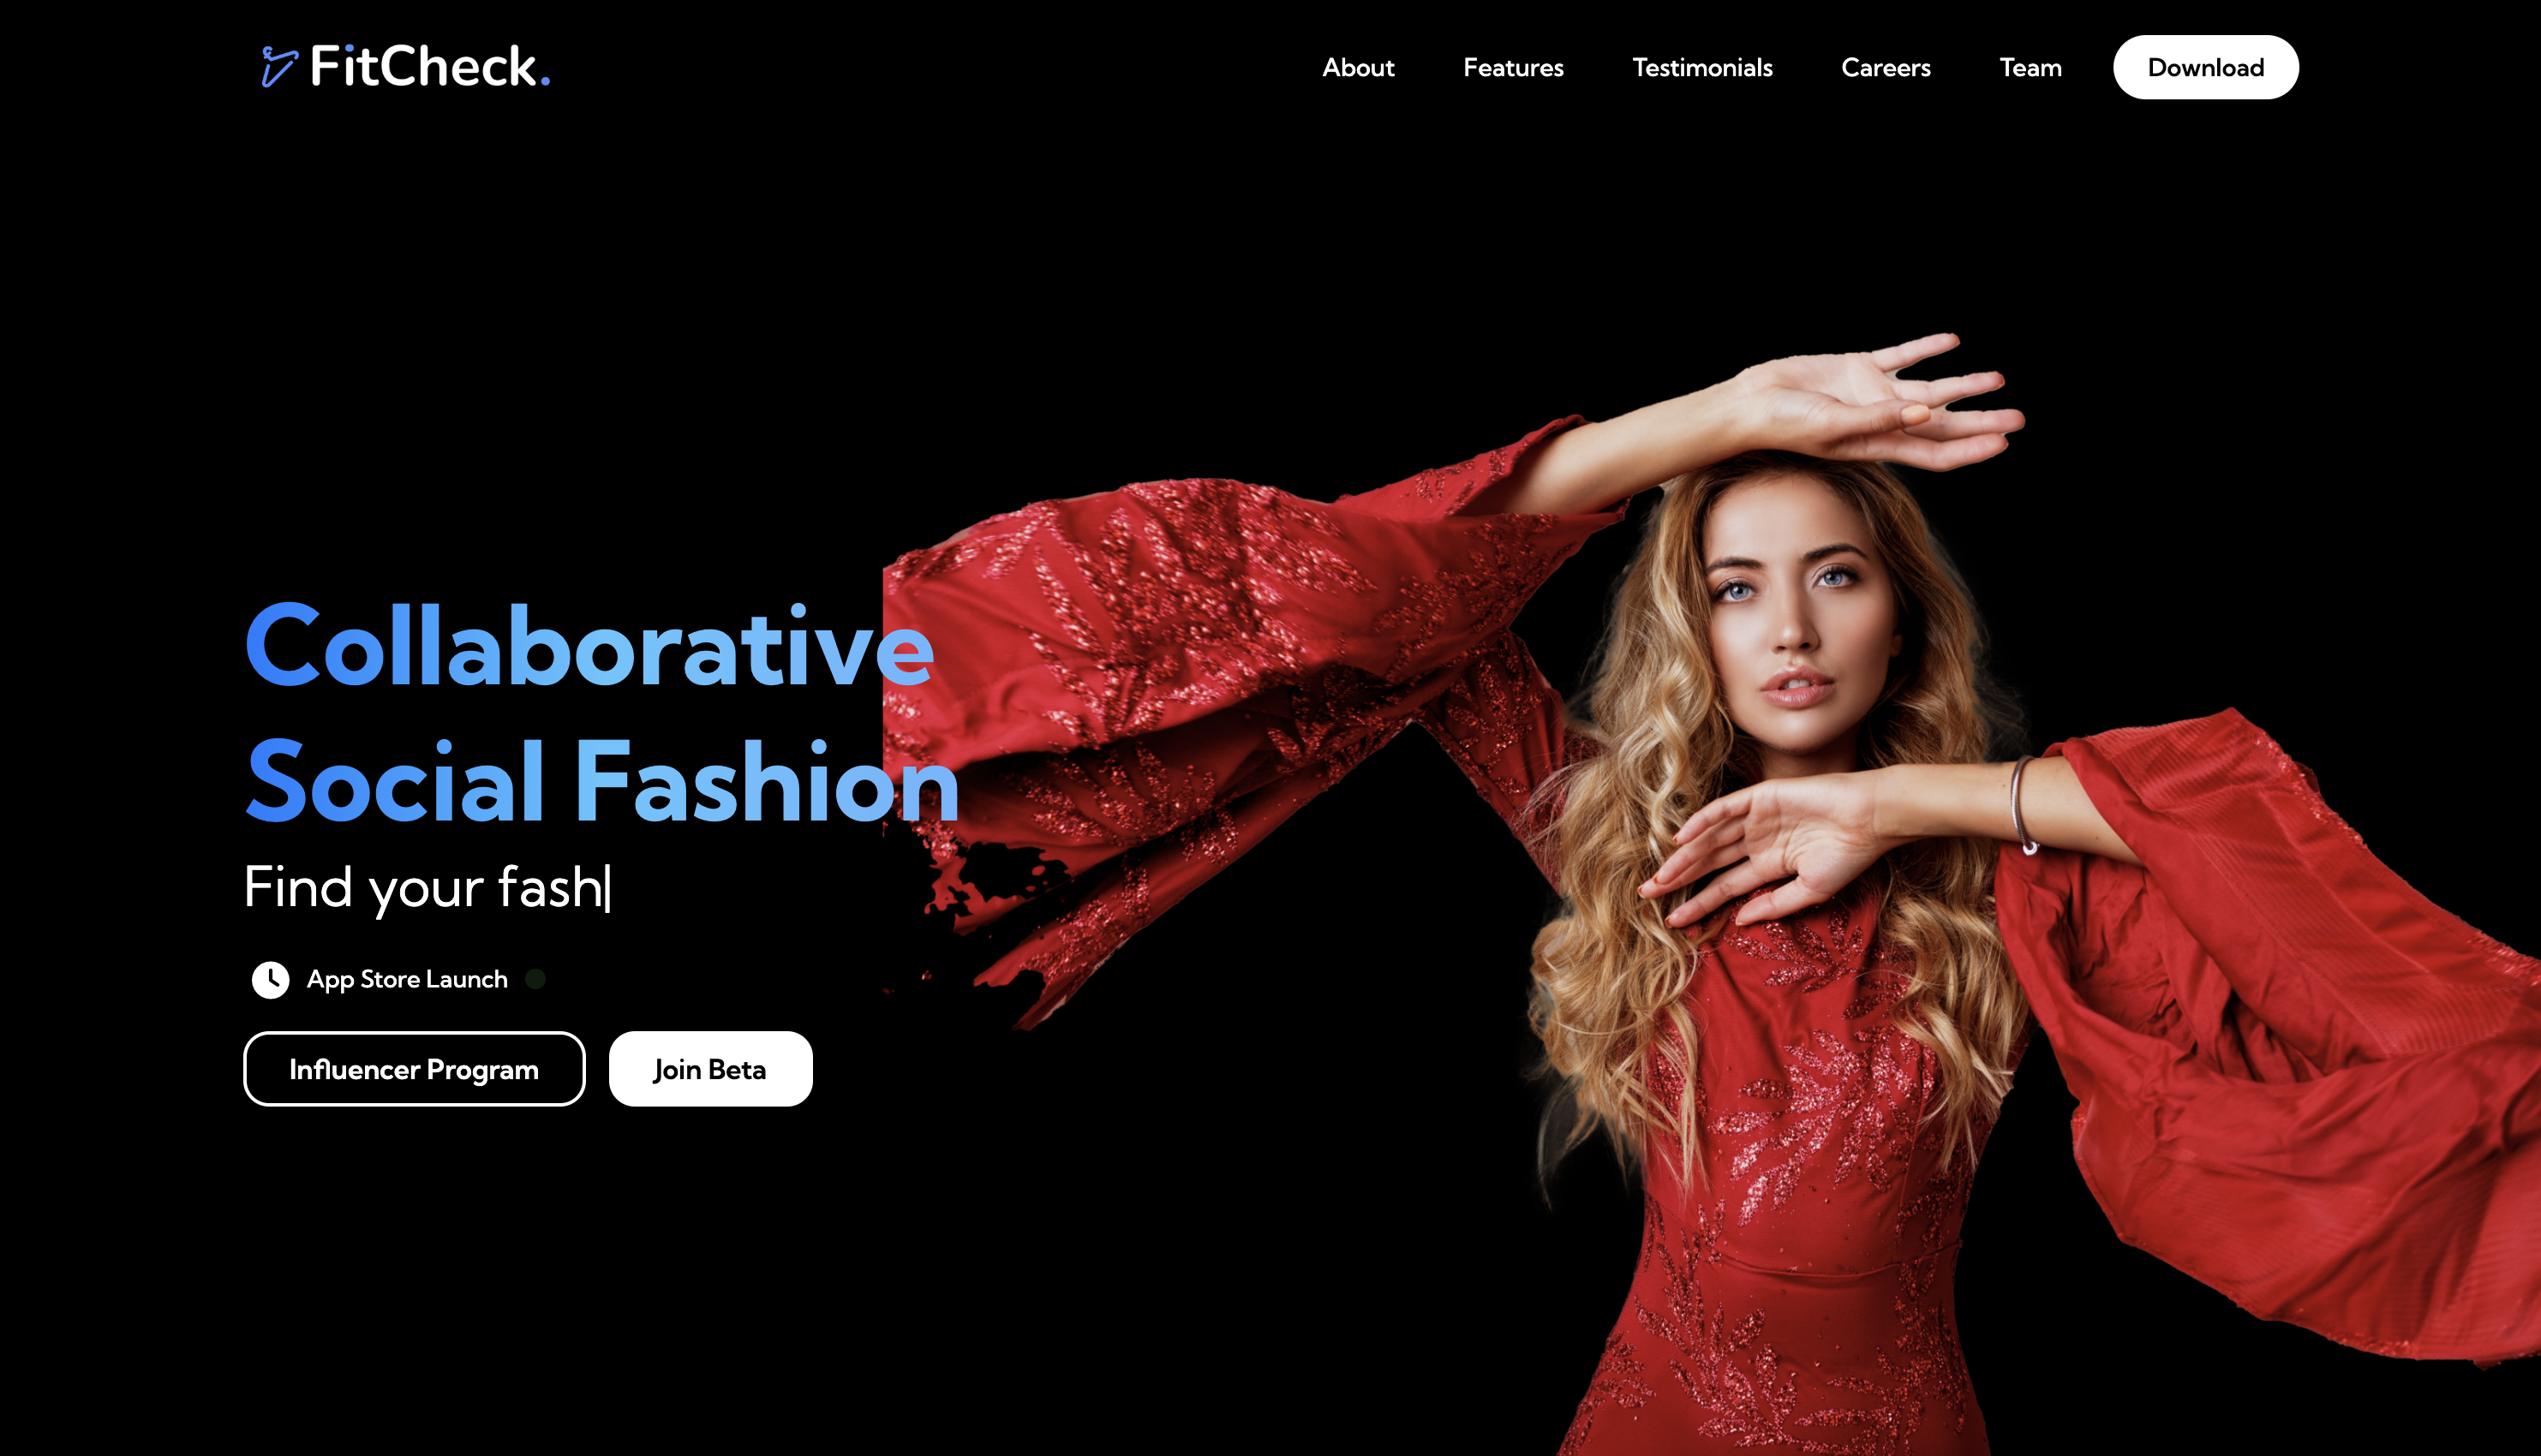 FitCheck.
About Features Testimonials Careers Team Download
Collaborative
Social Fashion
Find your fash
App Store Launch
Influencer Program Join Beta